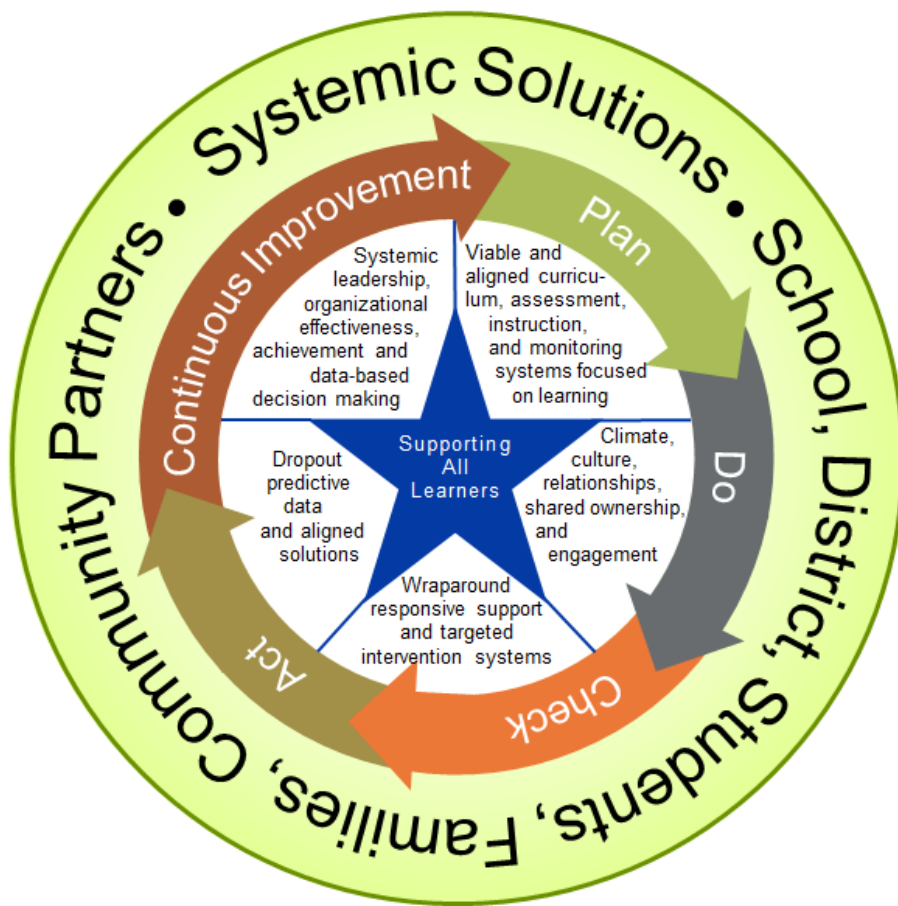 Systemic Solutions • School, District, Students, Families, Community Partners •
Continuous Improvement
Plan
Do
Check
Act
Systemic
leadership,
organizational
effectiveness,
achievement and
data-based
decision making
Viable and
aligned curricu-
lum, assessment,
instruction,
and monitoring
systems focused
on learning
Climate,
culture,
relationships,
shared ownership,
and
engagement
Wraparound
responsive support
and targeted
intervention systems
Dropout
predictive
data
and aligned
solutions
Supporting
All
Learners